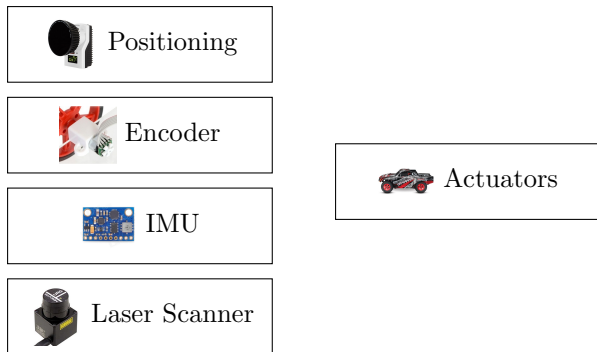 Positioning
Encoder
Actuators
IMU
Laser Scanner